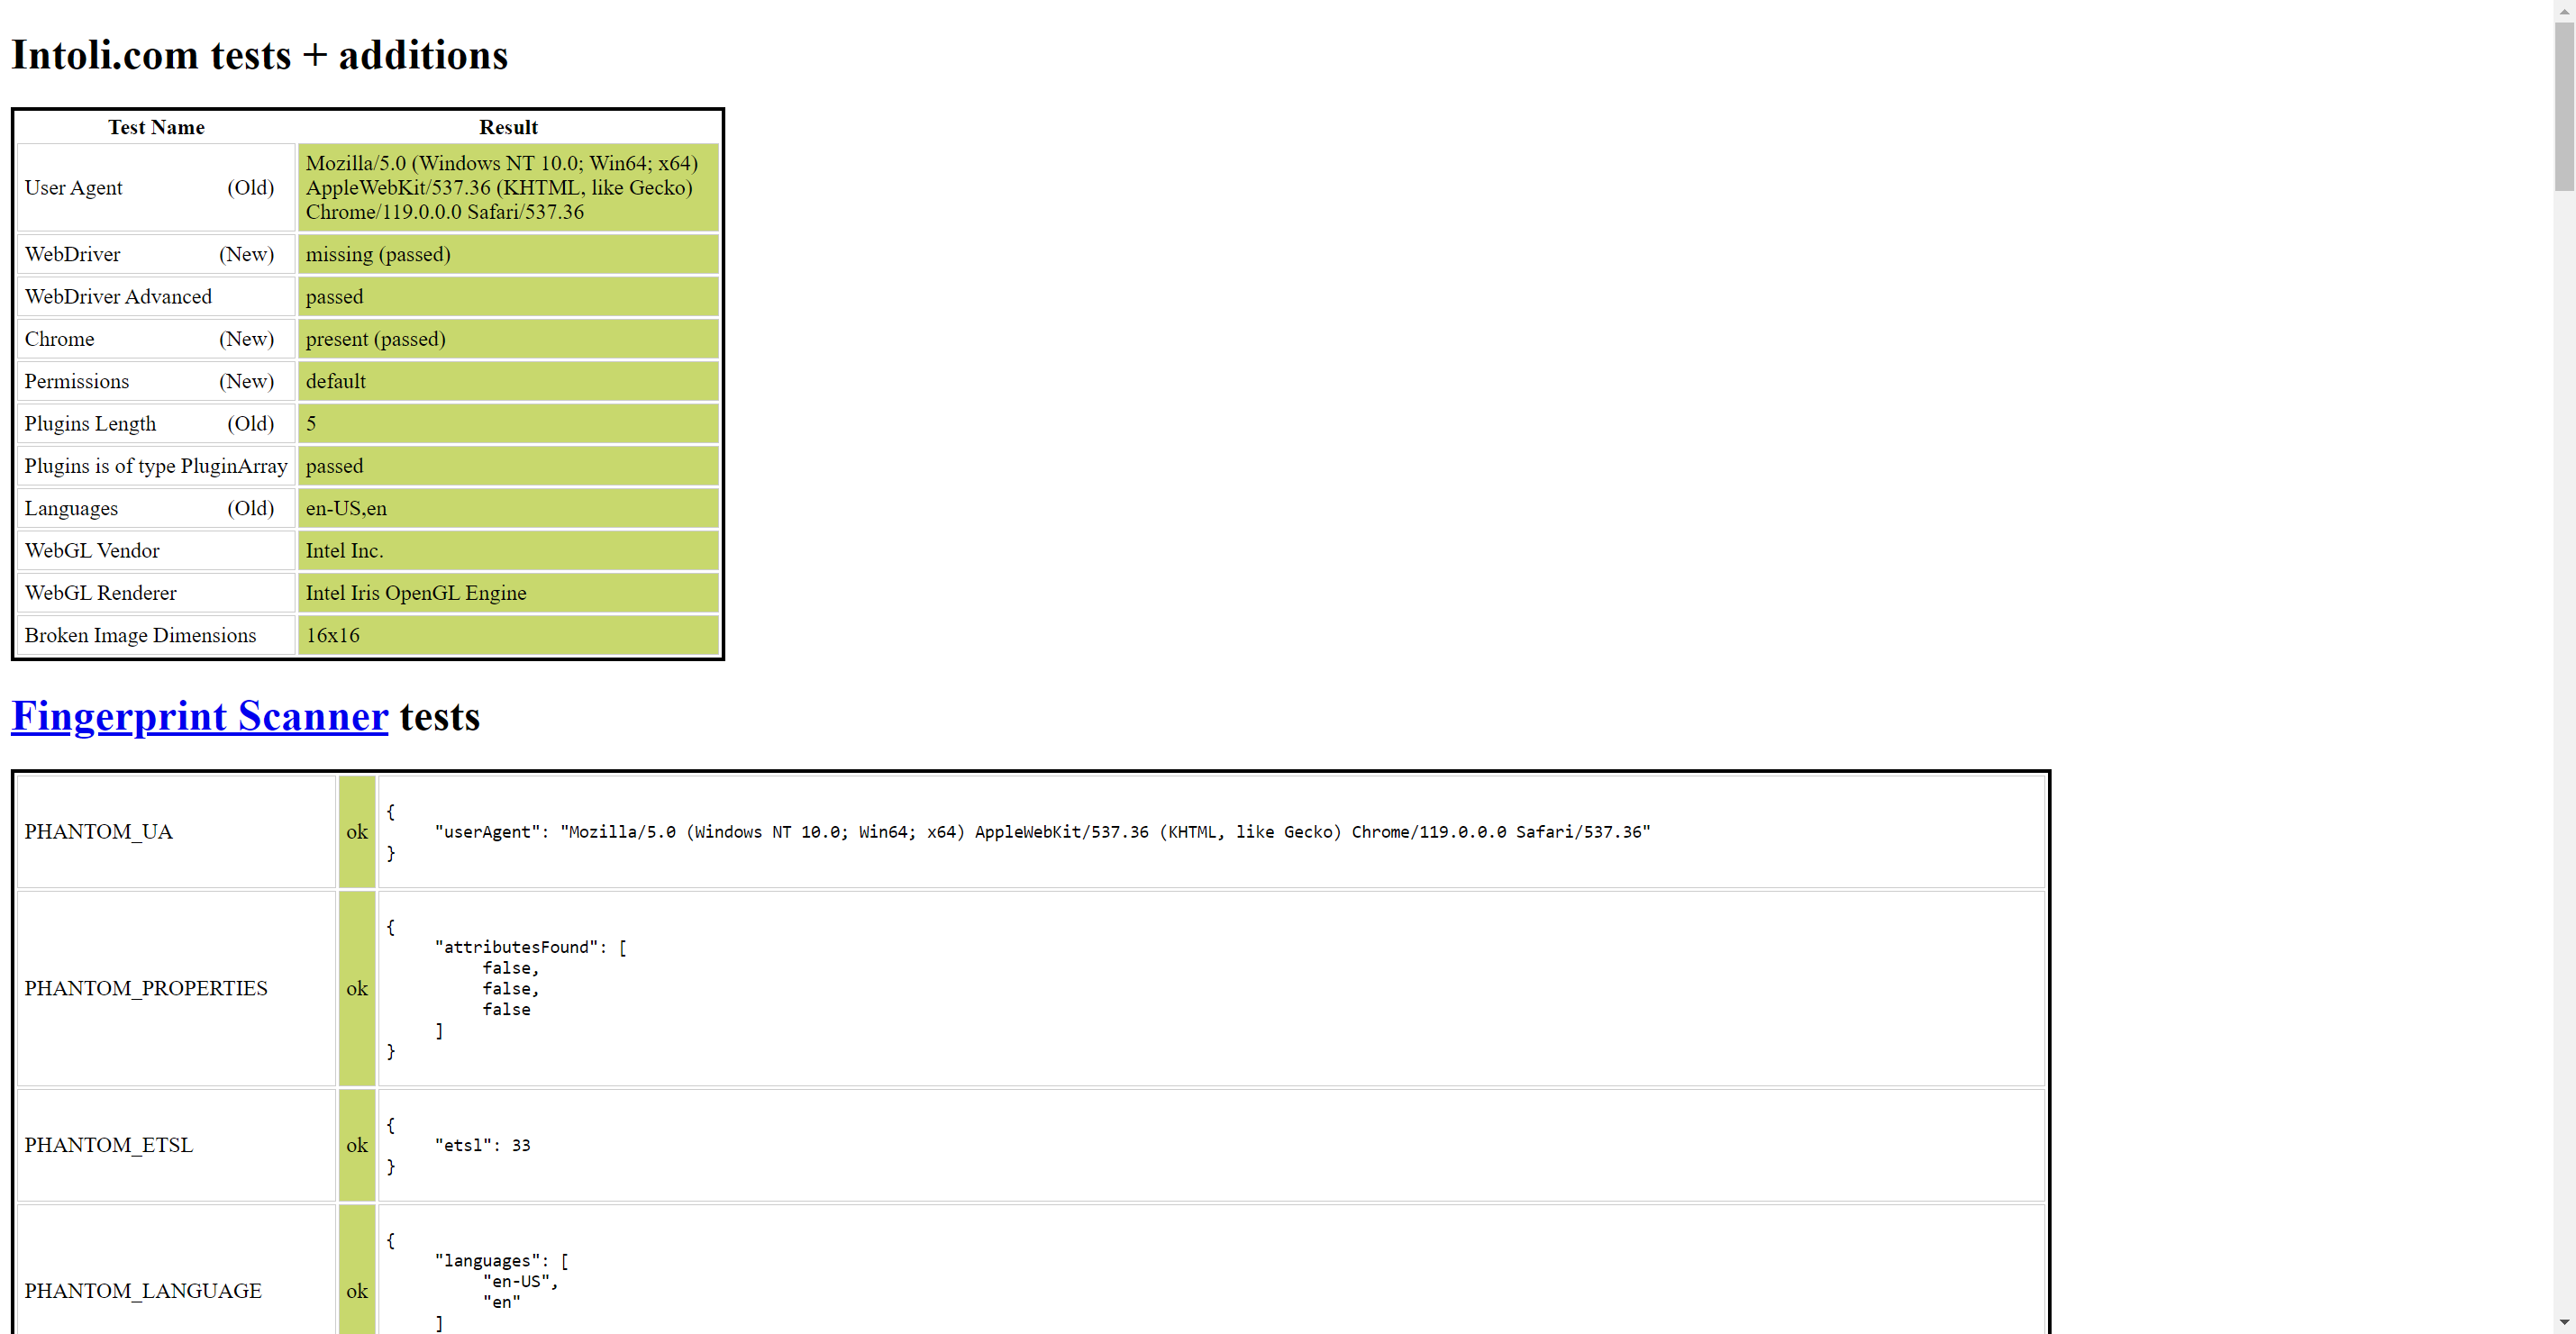 Intoli.com tests + additions
Test Name Result
User Agent (Old) Mozilla/5.0 (Windows NT 10.0; Win64; x64)
AppleWebKit/537.36 (KHTML, like Gecko)
Chrome/119.0.0.0 Safari/537.36
WebDriver (New) missing (passed)
WebDriver Advanced passed
Chrome (New) present (passed)
Permissions (New) default
Plugins Length (Old) 5
Plugins is of type PluginArray passed
Languages (Old) en-US,en
WebGL Vendor Intel Inc.
WebGL Renderer Intel Iris OpenGL Engine
Broken Image Dimensions 16x16
Fingerprint Scanner tests
PHANTOM_UA ok {
"userAgent": "Mozilla/5.0 (Windows NT 10.0; Win64; x64) AppleWebKit/537.36 (KHTML, like Gecko) Chrome/119.0.0.0 Safari/537.36"
}
PHANTOM_PROPERTIES ok {
"attributesFound": [
false,
false,
false
]
}
PHANTOM_ETSL ok {
"etsl": 33
}
PHANTOM_LANGUAGE ok {
"languages": [
"en-US",
"en"
]